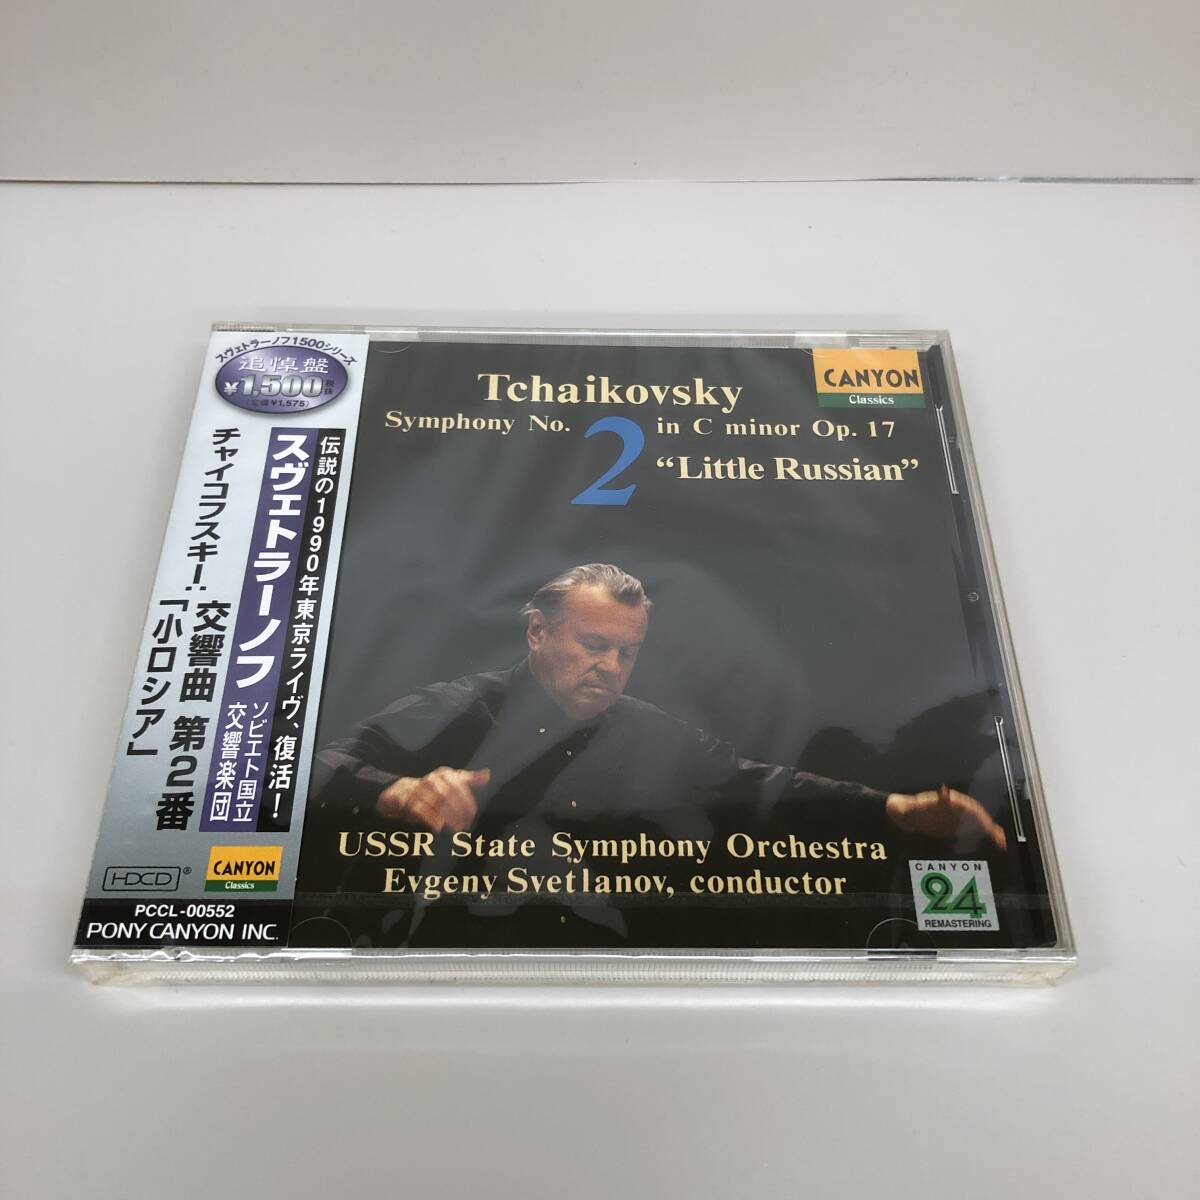 スヴェトラーノフ1500シリーズ
追悼盤
¥1,500税抜
(定価¥1,575)
伝説の1990年東京ライヴ、復活!
スヴェトラーノフ
ソビエト国立
交響楽団
チャイコフスキー:
交響曲 第2番
「小ロシア」
HDCD®
CANYON
Classics
PCCL-00552
PONY CANYON INC.
CANYON
Classics
Tchaikovsky
Symphony No. 2 in C minor Op. 17
“Little Russian”
USSR State Symphony Orchestra
Evgeny Svetlanov, conductor
CANYON
24
REMASTERING